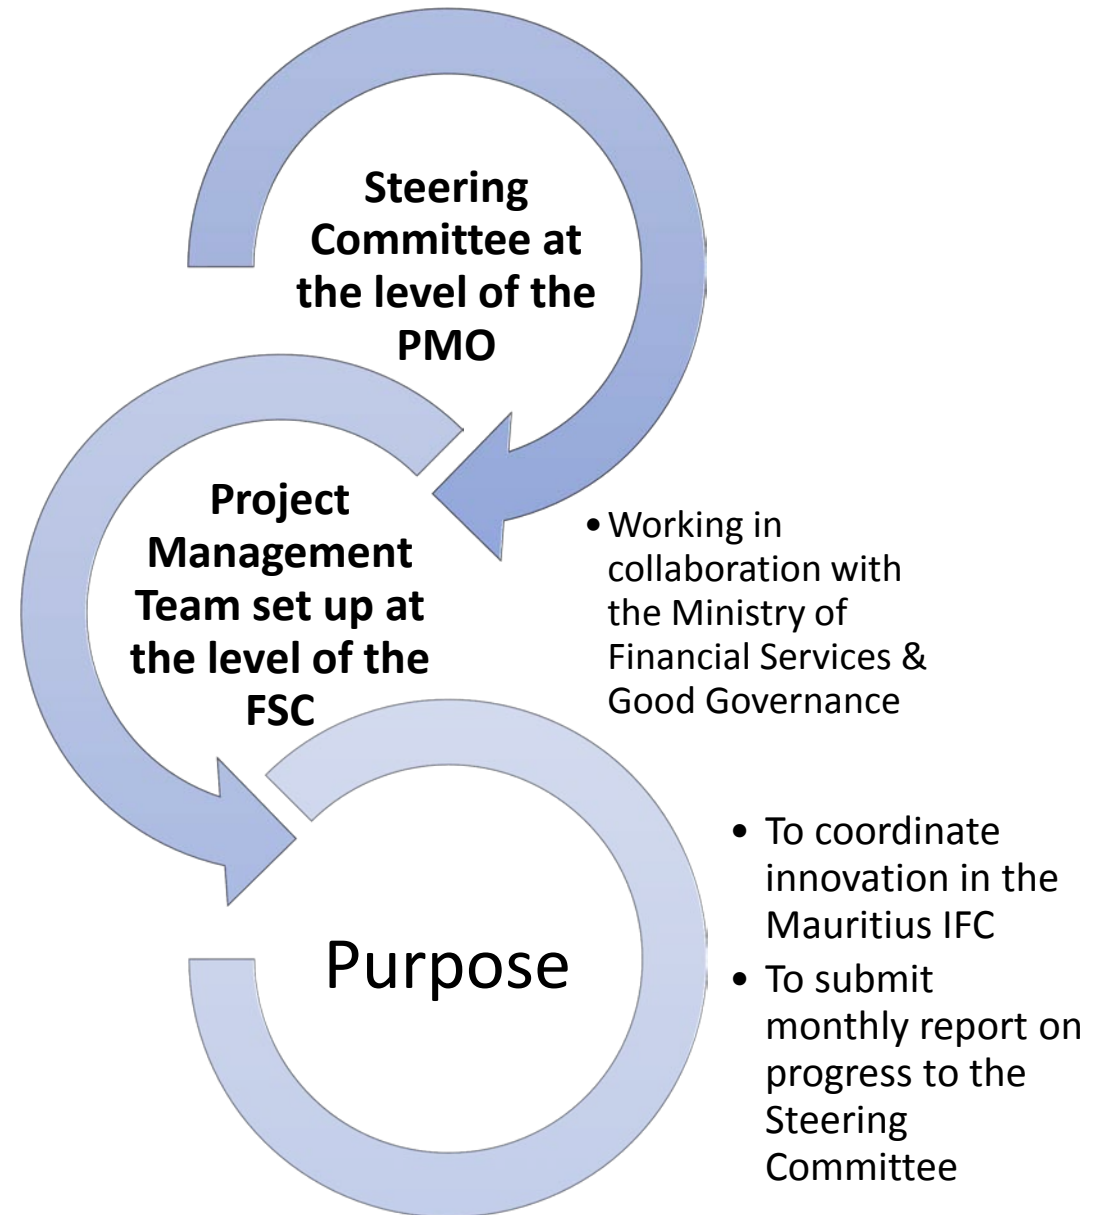 Steering
Committee at
the level of the
PMO
Project
Management
Team set up at
the level of the
FSC
• Working in
collaboration with
the Ministry of
Financial Services &
Good Governance
Purpose
• To coordinate
innovation in the
Mauritius IFC
• To submit
monthly report on
progress to the
Steering
Committee